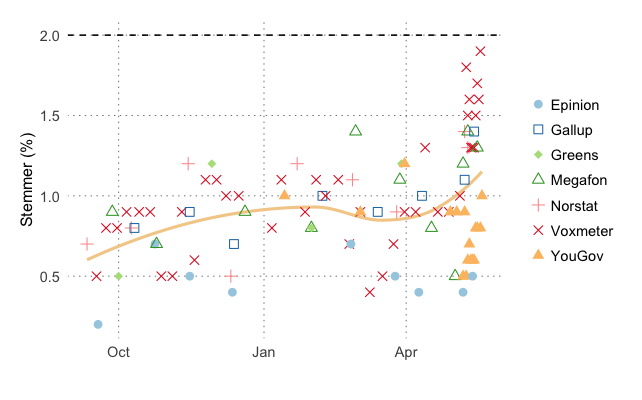 Stemmer (%)
2.0
1.5
1.0
0.5
Oct
Jan
Apr
Epinion
Gallup
Greens
Megafon
Norstat
Voxmeter
YouGov